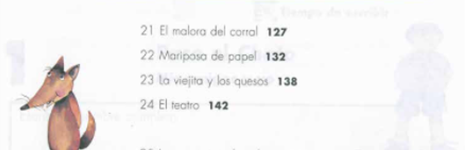 21 El malora del corral 127
22 Mariposa de papel 132
23 La viejita y los quesos 138
24 El teatro 142